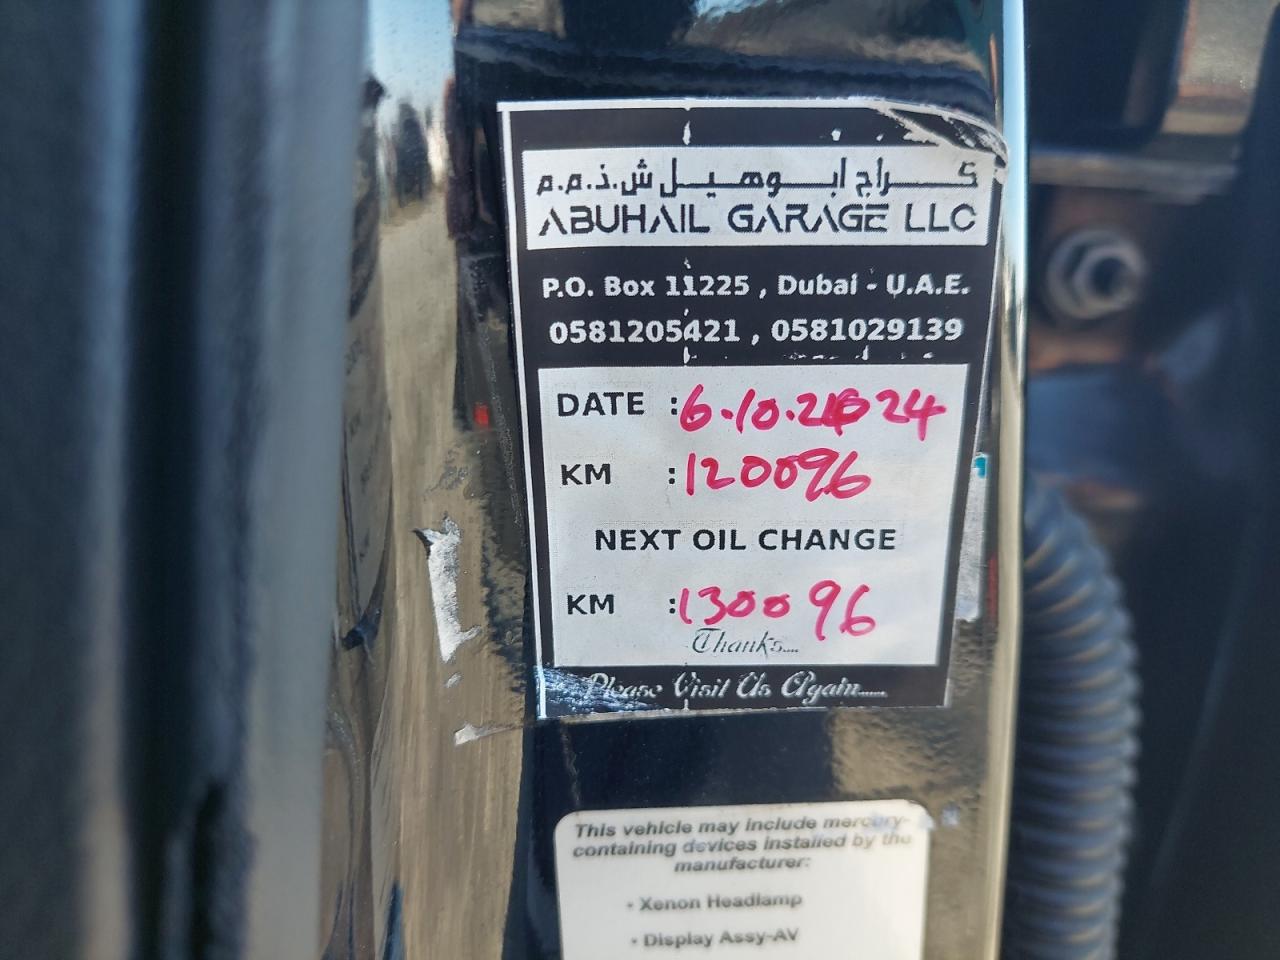 كراج ابوهيل ش.ذ.م.م
ABUHAIL GARAGE LLC
P.O. Box 11225 , Dubai - U.A.E.
0581205421 , 0581029139
DATE : 6.10.2024
KM : 120096
NEXT OIL CHANGE
KM : 130096
Thanks....
Please Visit Us Again......
This vehicle may include mercury-
containing devices installed by the
manufacturer:
• Xenon Headlamp
• Display Assy-AV